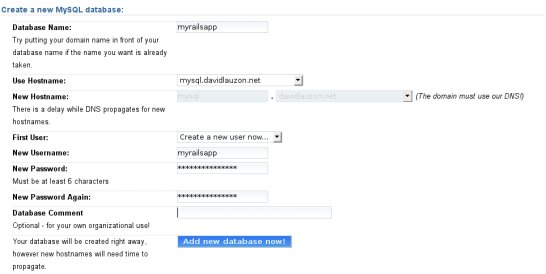 Create a new MySQL database:
Database Name:
myrailsapp
Try putting your domain name in front of your
database name if the name you want is already
taken.
Use Hostname:
mysql.davidlauzon.net
New Hostname:
mysql . davidlauzon.net (The domain must use our DNS!)
There is a delay while DNS propagates for new
hostnames.
First User:
Create a new user now...
New Username:
myrailsapp
New Password:
***************
Must be at least 6 characters
New Password Again:
***************
Database Comment
Optional - for your own organizational use!
Your database will be created right away,
however new hostnames will need time to
propagate.
Add new database now!